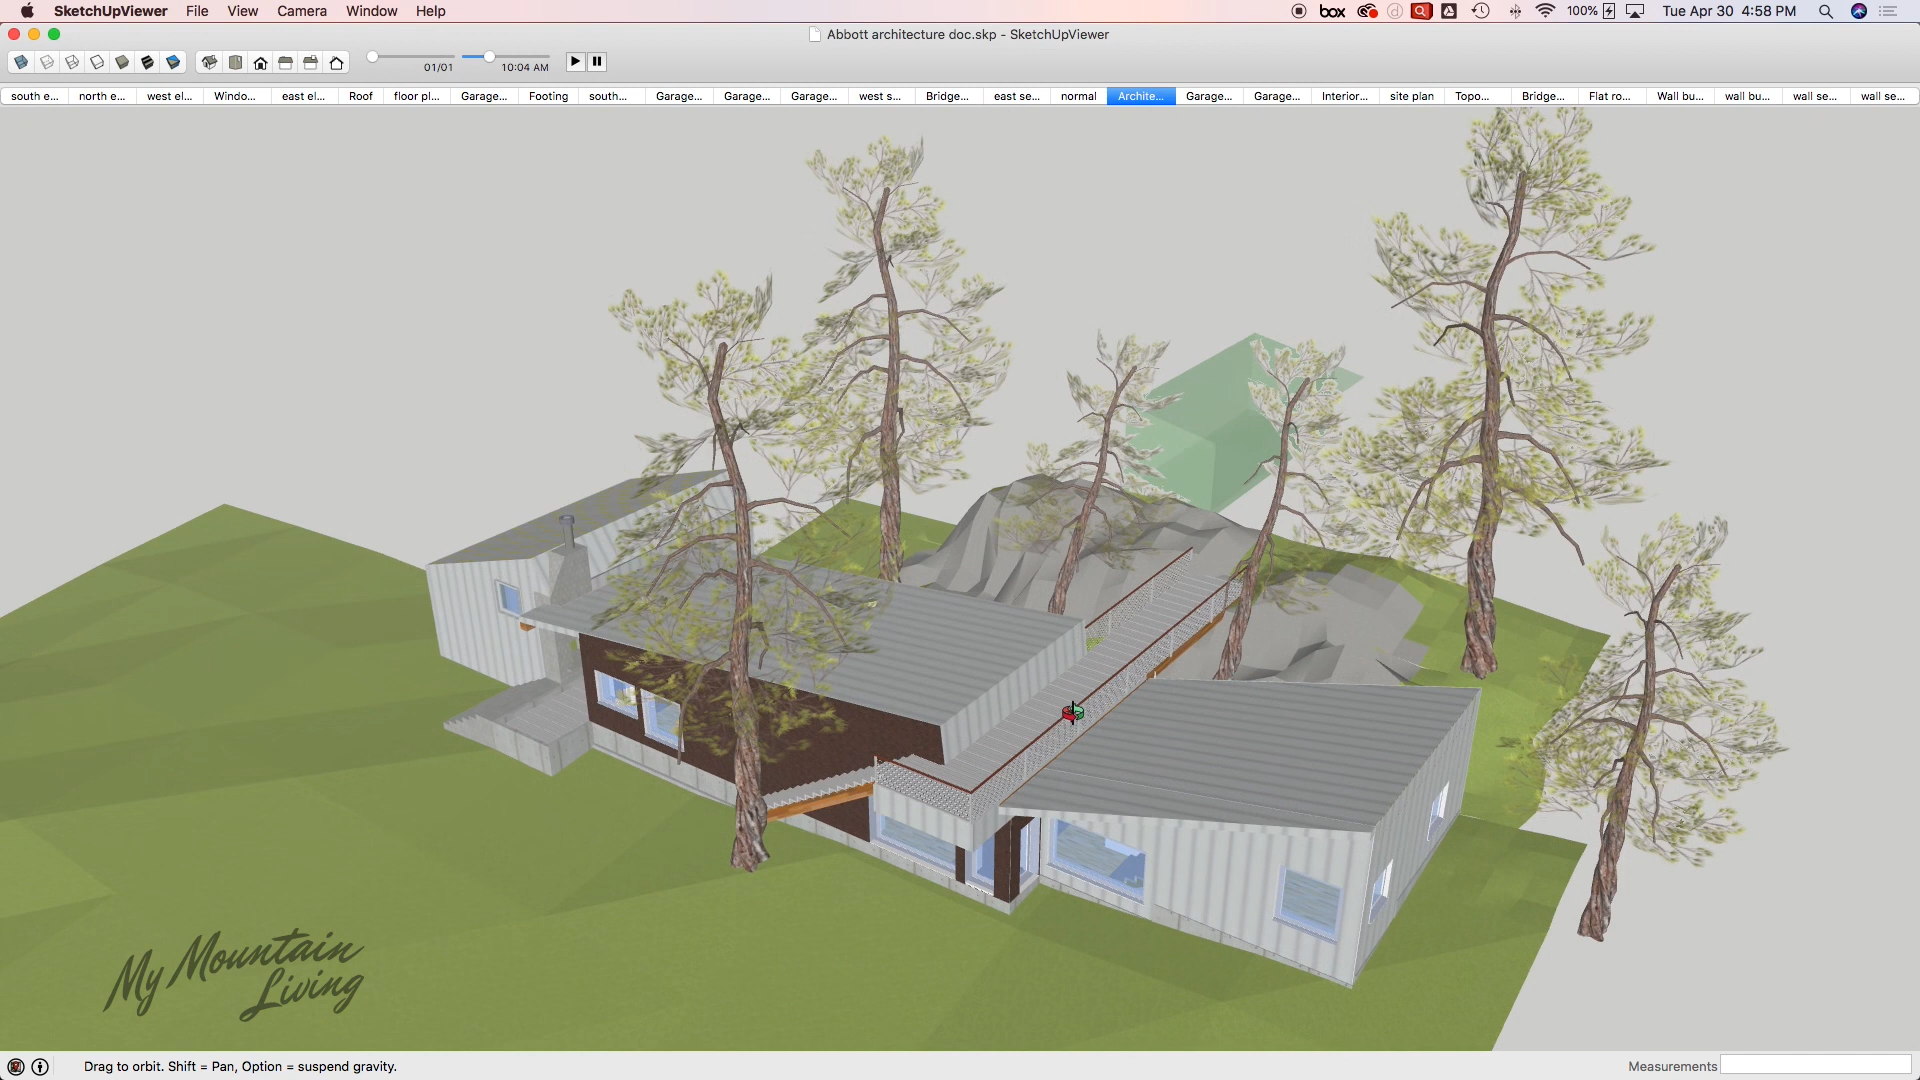 SketchUpViewer File View Camera Window Help
box 100% Tue Apr 30 4:58 PM
Abbott architecture doc.skp - SketchUpViewer
01/01 10:04 AM
south e... north e... west el... Windo... east el... Roof floor pl... Garage... Footing south... Garage... Garage... Garage... west s... Bridge... east se... normal Archite... Garage... Garage... Interior... site plan Topo... Bridge... Flat ro... Wall bu... wall bu... wall se... wall se...
My Mountain
Living
Drag to orbit. Shift = Pan, Option = suspend gravity.
Measurements